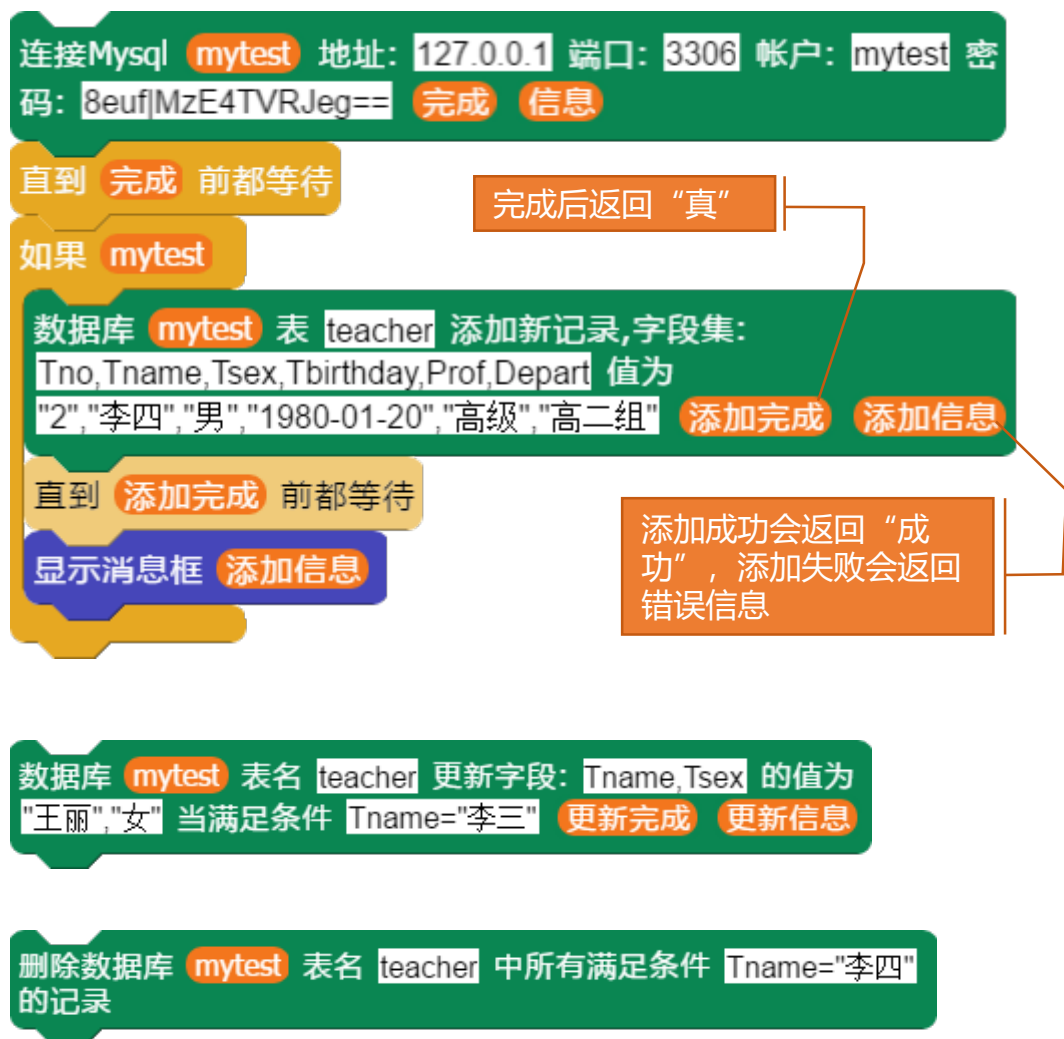 连接Mysql mytest 地址: 127.0.0.1 端口: 3306 帐户: mytest 密
码: 8euf|MzE4TVRJeg== 完成 信息
直到 完成 前都等待
完成后返回“真”
如果 mytest
数据库 mytest 表 teacher 添加新记录,字段集:
Tno,Tname,Tsex,Tbirthday,Prof,Depart 值为
"2","李四","男","1980-01-20","高级","高二组" 添加完成 添加信息
直到 添加完成 前都等待
添加成功会返回“成
功”，添加失败会返回
错误信息
显示消息框 添加信息
数据库 mytest 表名 teacher 更新字段: Tname,Tsex 的值为
"王丽","女" 当满足条件 Tname="李三" 更新完成 更新信息
删除数据库 mytest 表名 teacher 中所有满足条件 Tname="李四"
的记录